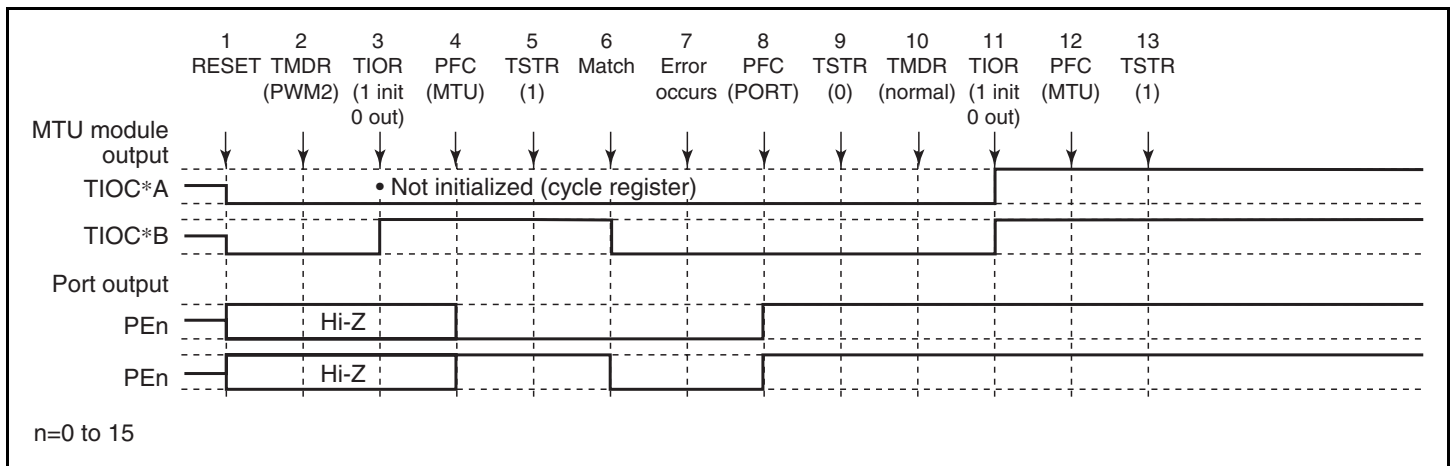 1 2 3 4 5 6 7 8 9 10 11 12 13
RESET TMDR TIOR PFC TSTR Match Error PFC TSTR TMDR TIOR PFC TSTR
(PWM2) (1 init (MTU) (1) occurs (PORT) (0) (normal) (1 init (MTU) (1)
0 out) 0 out)
MTU module
output
TIOC*A • Not initialized (cycle register)
TIOC*B
Port output
PEn Hi-Z
PEn Hi-Z
n=0 to 15